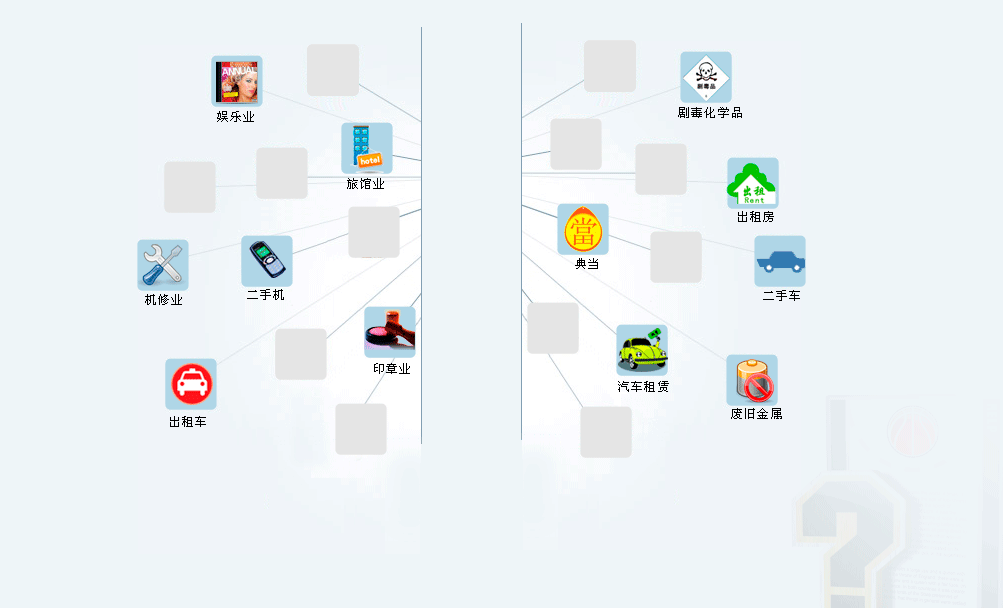 ANNUAL
娱乐业
hotel
旅馆业
机修业
二手机
印章业
出租车
剧毒品
剧毒化学品
出租
Rent
出租房
當
典当
二手车
汽车租赁
废旧金属